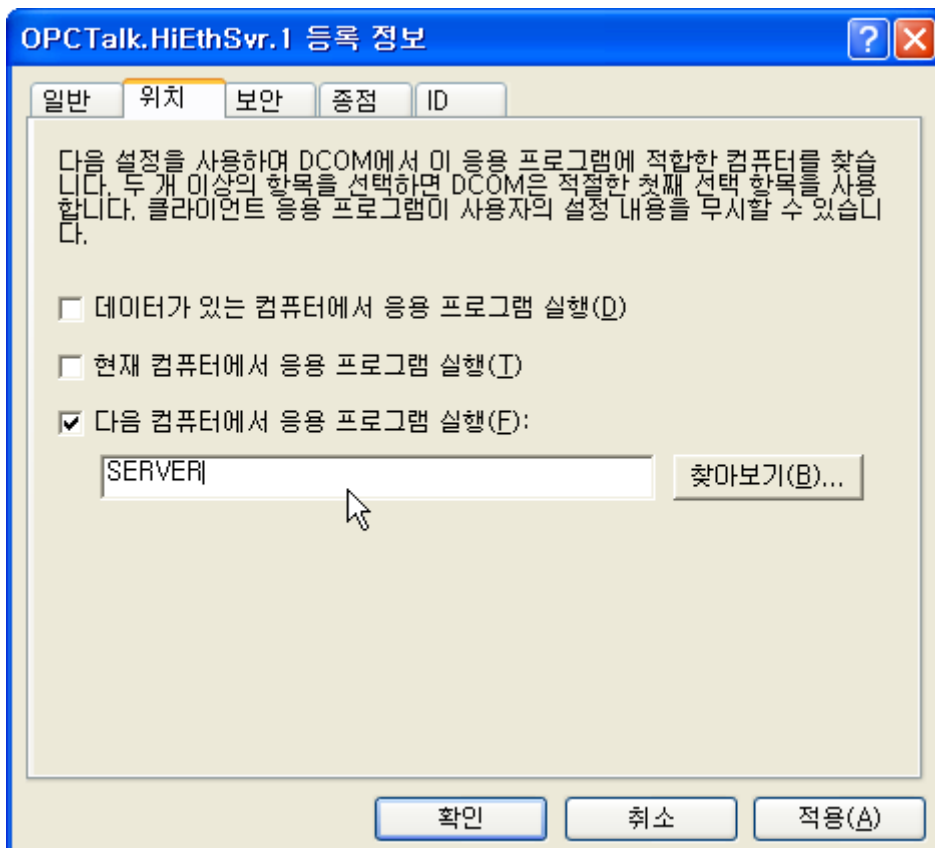 OPCTalk.HiEthSvr.1 등록 정보
일반 위치 보안 종점 ID
다음 설정을 사용하여 DCOM에서 이 응용 프로그램에 적합한 컴퓨터를 찾습
니다. 두 개 이상의 항목을 선택하면 DCOM은 적절한 첫째 선택 항목을 사용
합니다. 클라이언트 응용 프로그램이 사용자의 설정 내용을 무시할 수 있습니
다.
데이터가 있는 컴퓨터에서 응용 프로그램 실행(D)
현재 컴퓨터에서 응용 프로그램 실행(T)
다음 컴퓨터에서 응용 프로그램 실행(F):
SERVER
찾아보기(B)...
확인 취소 적용(A)